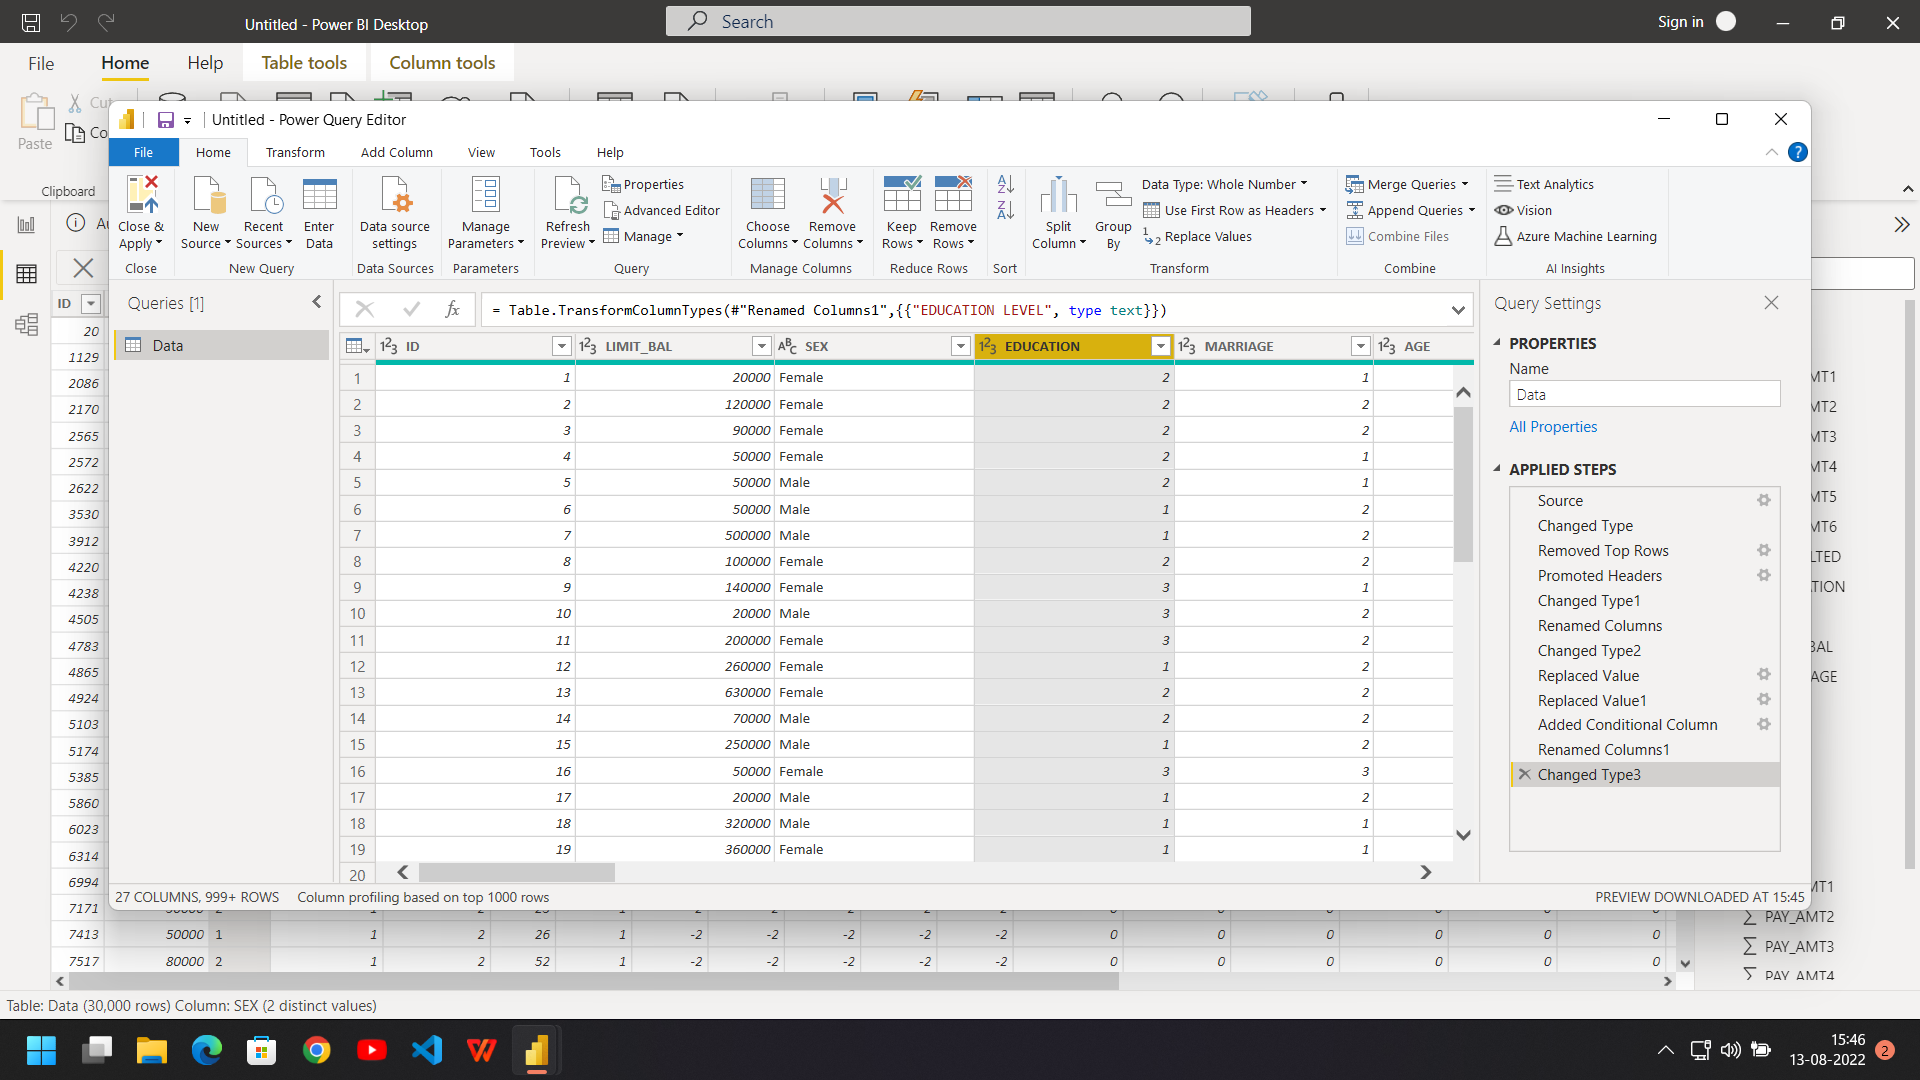 Untitled - Power BI Desktop
Search
Sign in
File
Home
Help
Table tools
Column tools
Paste
Cut
Co
Clipboard
Untitled - Power Query Editor
File
Home
Transform
Add Column
View
Tools
Help
Close &
Apply
Close
New
Source
Recent
Sources
Enter
Data
New Query
Data source
settings
Data Sources
Manage
Parameters
Parameters
Refresh
Preview
Properties
Advanced Editor
Manage
Query
Choose
Columns
Remove
Columns
Manage Columns
Keep
Rows
Remove
Rows
Reduce Rows
Sort
Split
Column
Group
By
Data Type: Whole Number
Use First Row as Headers
Replace Values
Transform
Merge Queries
Append Queries
Combine Files
Combine
Text Analytics
Vision
Azure Machine Learning
AI Insights
Queries [1]
Data
= Table.TransformColumnTypes(#"Renamed Columns1",{{"EDUCATION LEVEL", type text}})
ID LIMIT_BAL SEX EDUCATION MARRIAGE AGE
1 1 20000 Female 2 1
2 2 120000 Female 2 2
3 3 90000 Female 2 2
4 4 50000 Female 2 1
5 5 50000 Male 2 1
6 6 50000 Male 1 2
7 7 500000 Male 1 2
8 8 100000 Female 2 2
9 9 140000 Female 3 1
10 10 20000 Male 3 2
11 11 200000 Female 3 2
12 12 260000 Female 1 2
13 13 630000 Female 2 2
14 14 70000 Male 2 2
15 15 250000 Male 1 2
16 16 50000 Female 3 3
17 17 20000 Male 1 2
18 18 320000 Male 1 1
19 19 360000 Female 1 1
20
27 COLUMNS, 999+ ROWS
Column profiling based on top 1000 rows
PREVIEW DOWNLOADED AT 15:45
Query Settings
PROPERTIES
Name
Data
All Properties
APPLIED STEPS
Source
Changed Type
Removed Top Rows
Promoted Headers
Changed Type1
Renamed Columns
Changed Type2
Replaced Value
Replaced Value1
Added Conditional Column
Renamed Columns1
Changed Type3
ID
20
1129
2086
2170
2565
2572
2622
3530
3912
4220
4238
4505
4783
4865
4924
5103
5174
5385
5860
6023
6314
6994
7171
7413 50000 1 1 2 26 1 -2 -2 -2 -2 -2 0 0 0 0 0 0
7517 80000 2 1 2 52 1 -2 -2 -2 -2 -2 0 0 0 0 0 0
MT1
MT2
MT3
MT4
MT5
MT6
LTED
TION
BAL
AGE
MT1
PAY_AMT2
PAY_AMT3
PAY_AMT4
Table: Data (30,000 rows) Column: SEX (2 distinct values)
15:46
13-08-2022
2